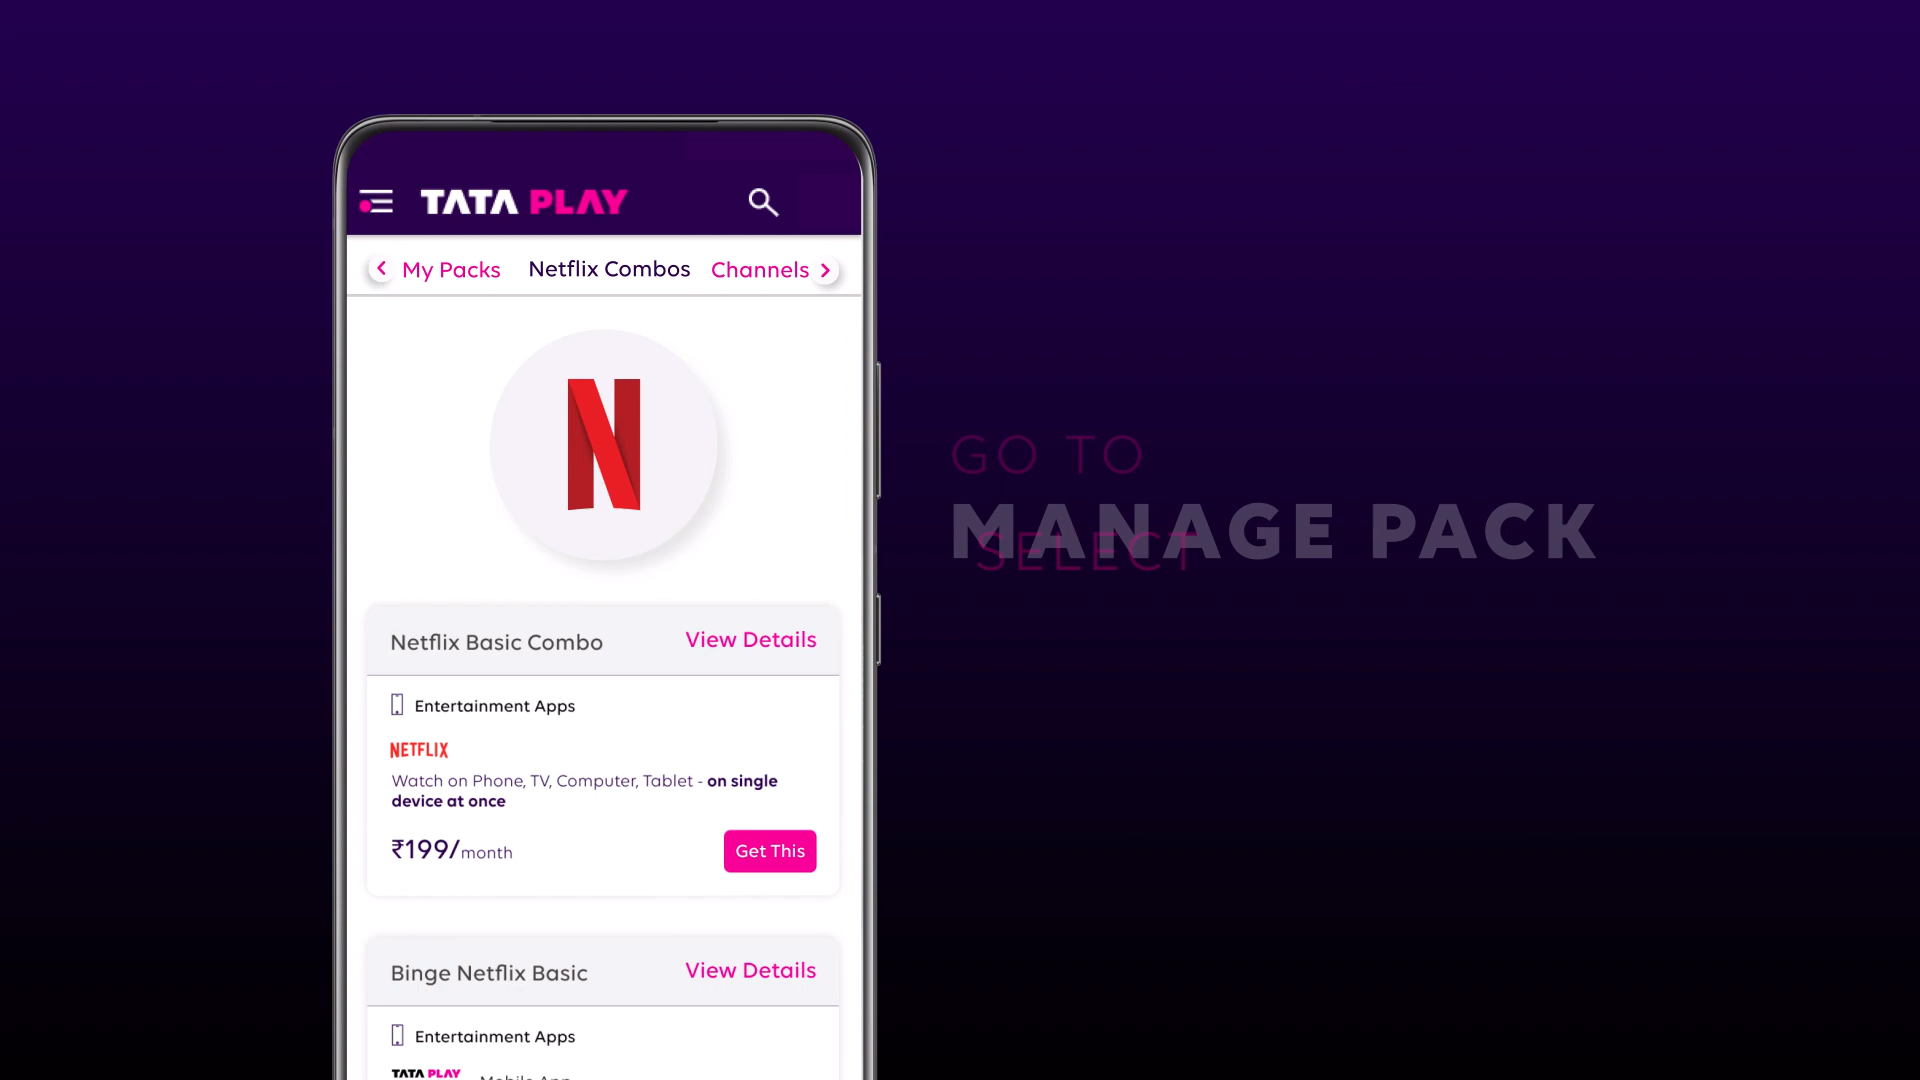 TATA PLAY
My Packs Netflix Combos Channels
Netflix Basic Combo View Details
Entertainment Apps
NETFLIX
Watch on Phone, TV, Computer, Tablet - on single
device at once
₹199/month Get This
Binge Netflix Basic View Details
Entertainment Apps
TATA PLAY Mobile App
GO TO
MANAGE PACK
SELECT